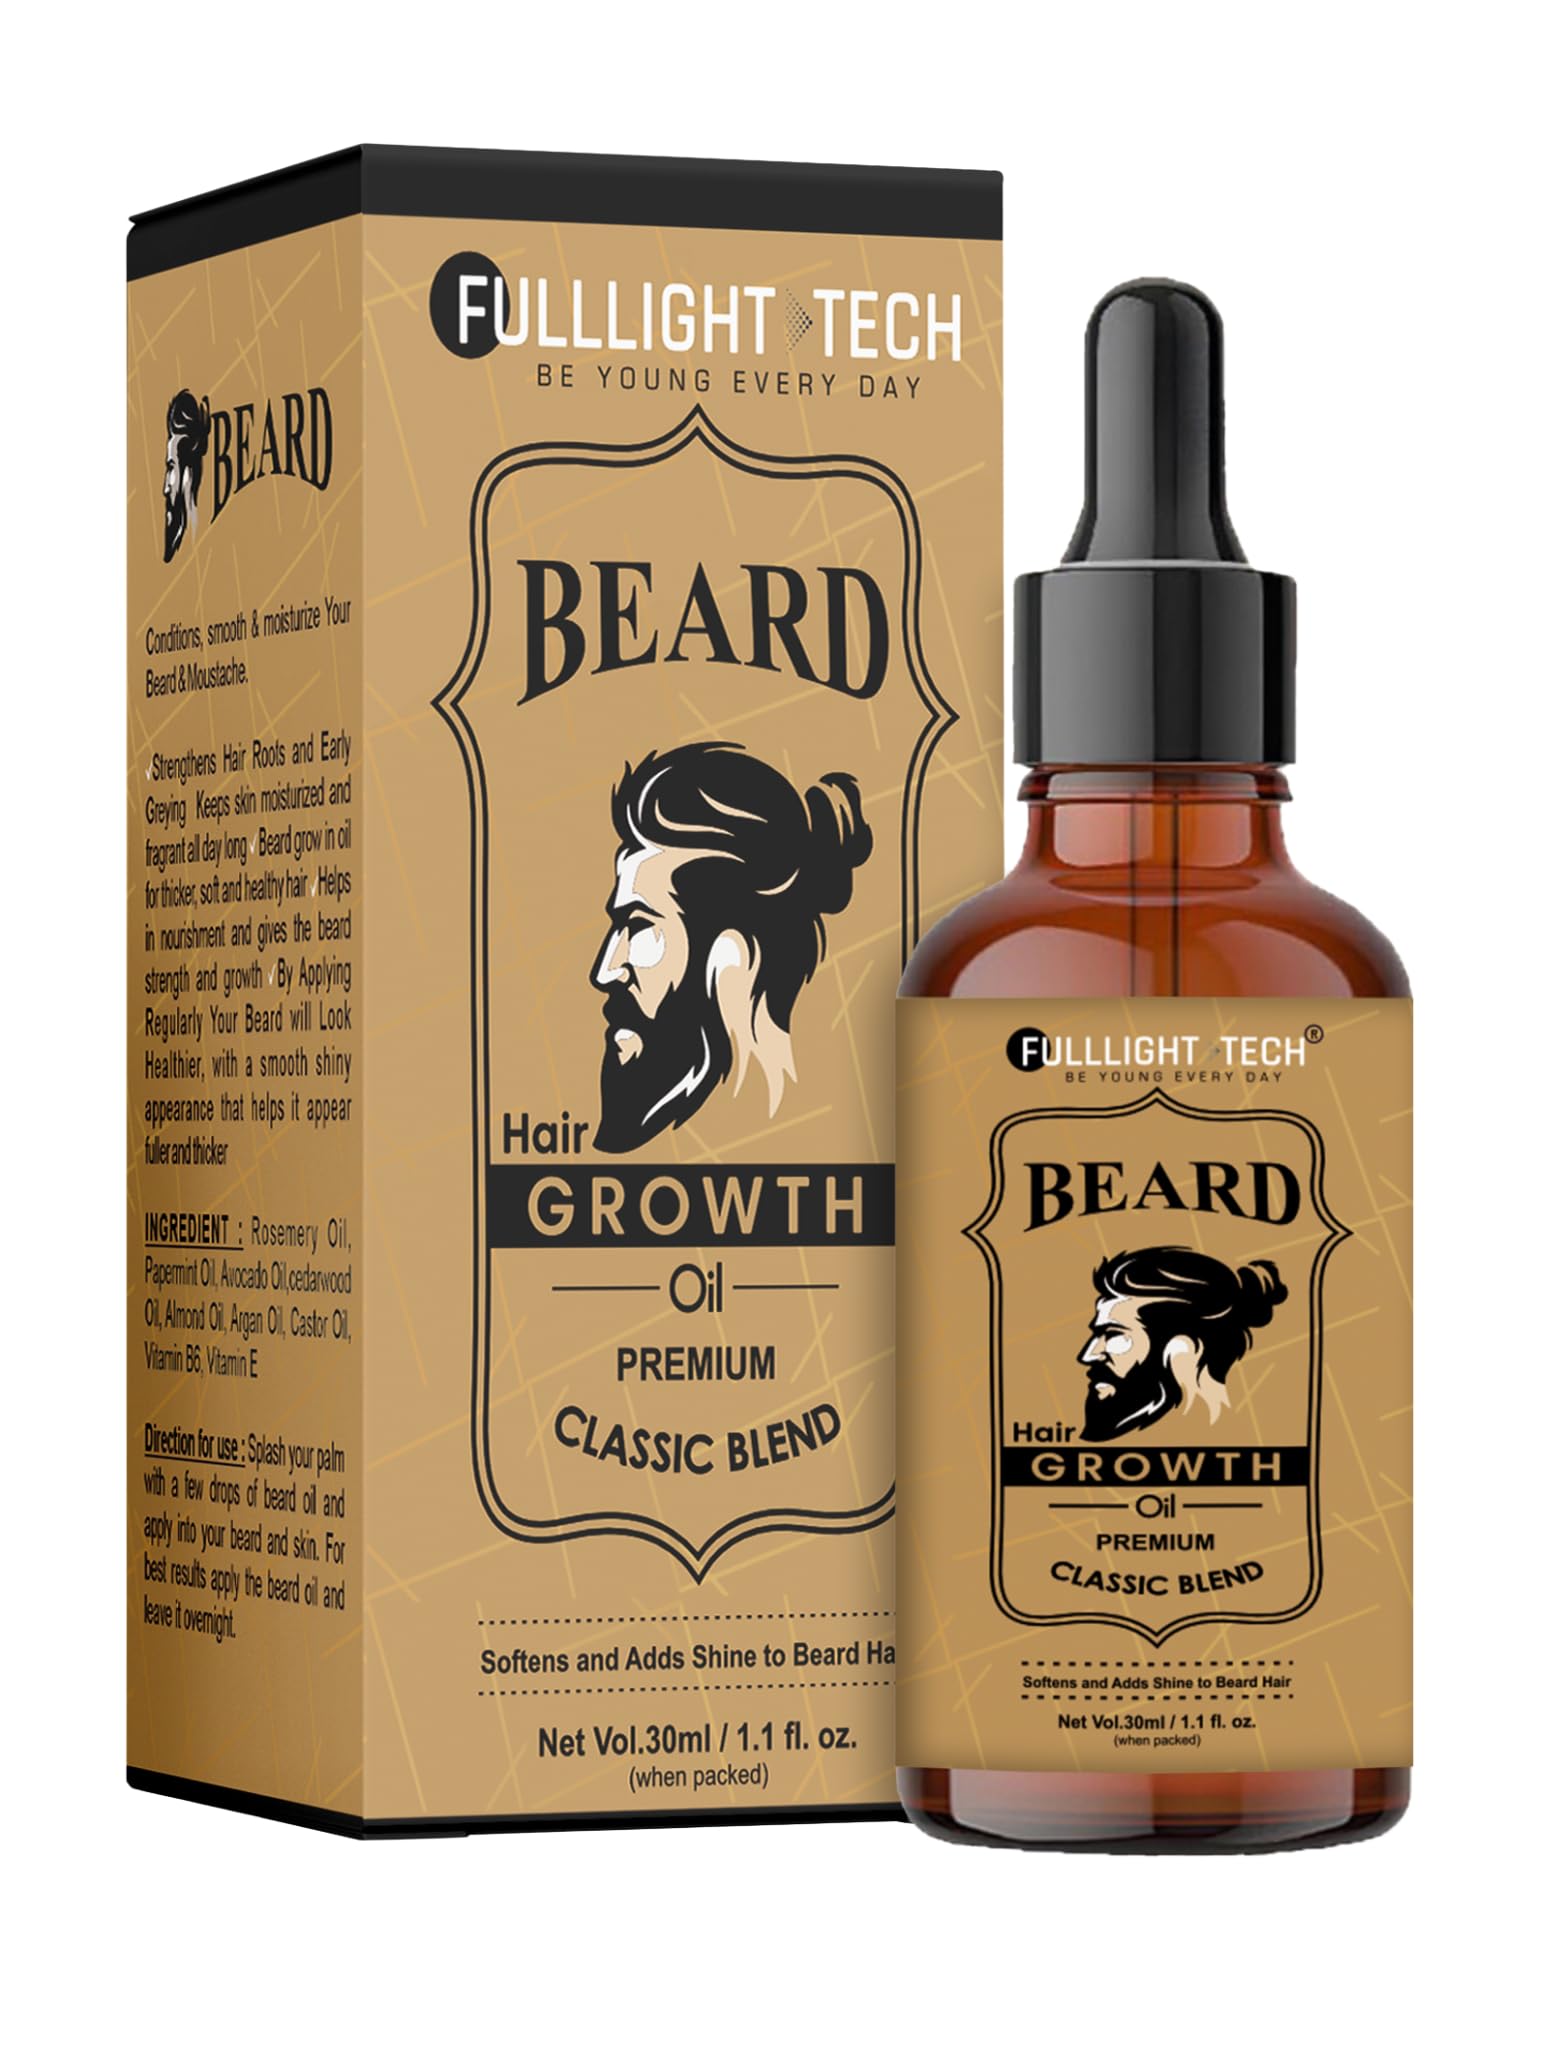 BEARD
Conditions, smooth & moisturize Your
Beard & Moustache.
✓Strengthens Hair Roots and Early
Greying Keeps skin moisturized and
fragrant all day long ✓Beard grow in oil
for thicker, soft and healthy hair ✓Helps
in nourishment and gives the beard
strength and growth ✓By Applying
Regularly Your Beard will Look
Healthier, with a smooth shiny
appearance that helps it appear
fuller and thicker
INGREDIENT : Rosemery Oil,
Papermint Oil, Avocado Oil,cedarwood
Oil, Almond Oil, Argan Oil, Castor Oil,
Vitamin B6, Vitamin E
Direction for use : Splash your palm
with a few drops of beard oil and
apply into your beard and skin. For
best results apply the beard oil and
leave it overnight.
FULLLIGHT TECH
BE YOUNG EVERY DAY
BEARD
Hair
GROWTH
Oil
PREMIUM
CLASSIC BLEND
Softens and Adds Shine to Beard Ha
Net Vol.30ml / 1.1 fl. oz.
(when packed)
FULLLIGHT TECH®
BE YOUNG EVERY DAY
BEARD
Hair
GROWTH
Oil
PREMIUM
CLASSIC BLEND
Softens and Adds Shine to Beard Hair
Net Vol.30ml / 1.1 fl. oz.
(when packed)